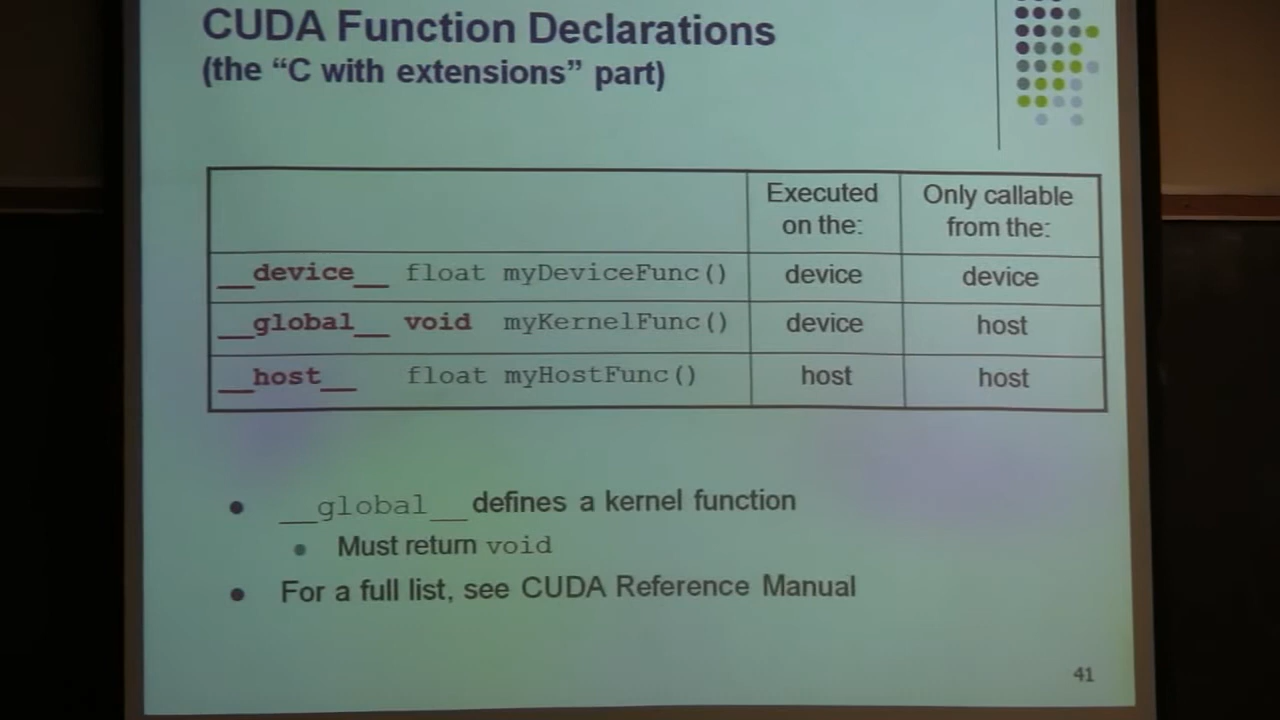 CUDA Function Declarations
(the “C with extensions” part)
Executed on the:
Only callable from the:
__device__ float myDeviceFunc() device device
__global__ void myKernelFunc() device host
__host__ float myHostFunc() host host
● __global__ defines a kernel function
● Must return void
● For a full list, see CUDA Reference Manual
41